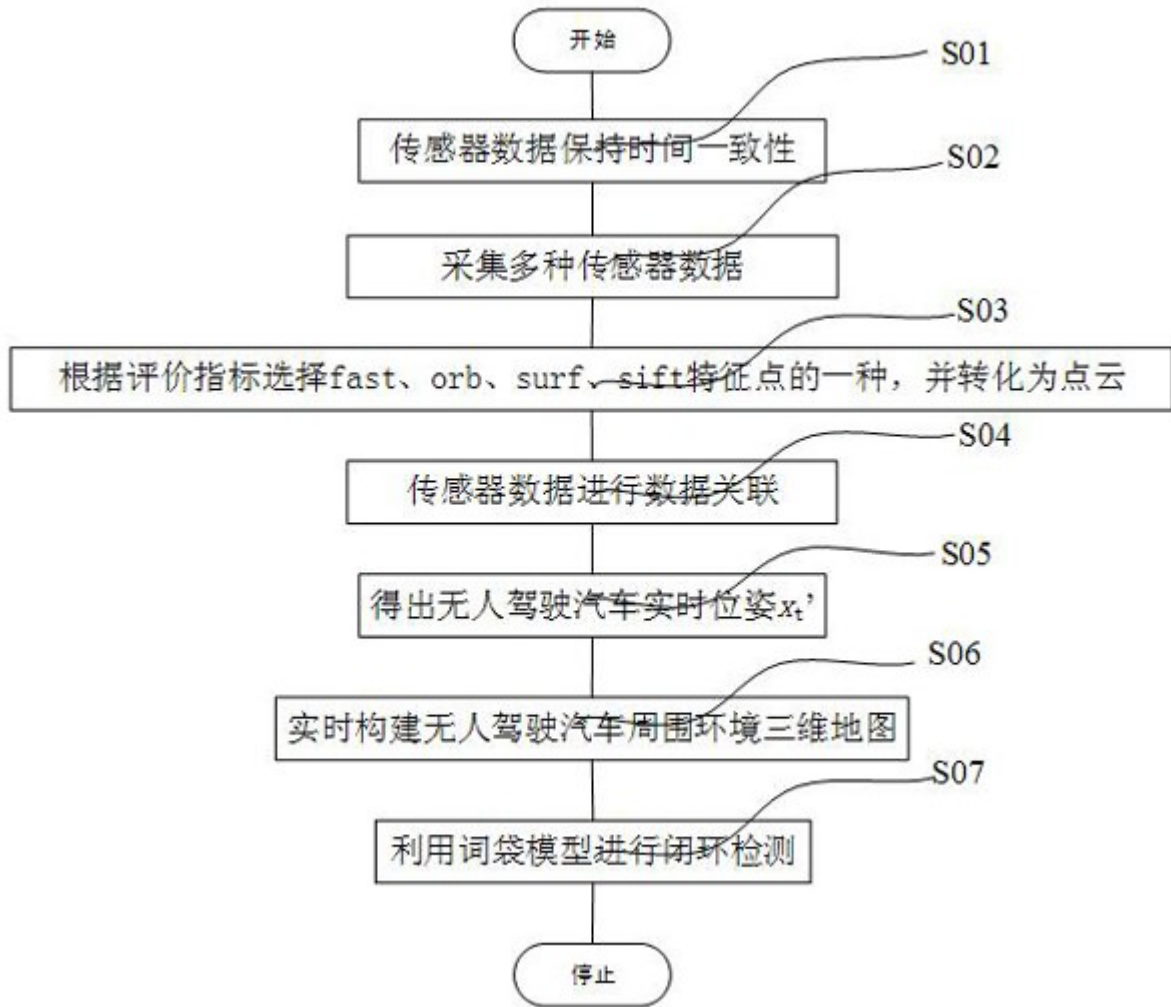 开始
S01
传感器数据保持时间一致性
S02
采集多种传感器数据
S03
根据评价指标选择fast、orb、surf、sift特征点的一种，并转化为点云
S04
传感器数据进行数据关联
S05
得出无人驾驶汽车实时位姿xt’
S06
实时构建无人驾驶汽车周围环境三维地图
S07
利用词袋模型进行闭环检测
停止